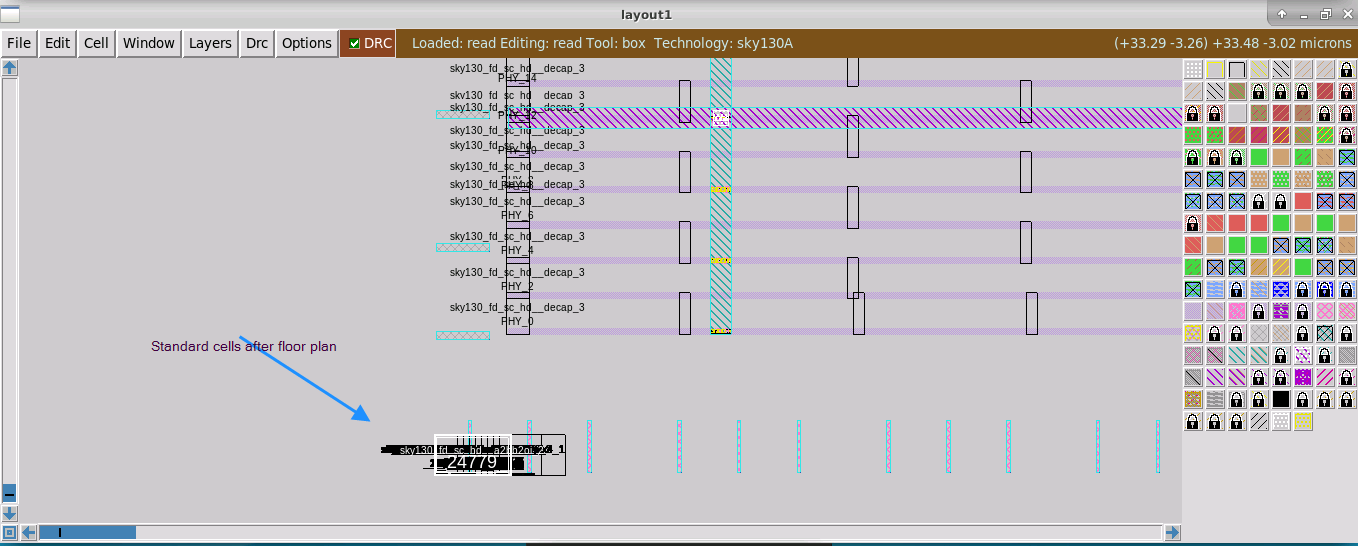 layout1
File Edit Cell Window Layers Drc Options DRC Loaded: read Editing: read Tool: box Technology: sky130A (+33.29 -3.26) +33.48 -3.02 microns
sky130_fd_sc_hd__decap_3
PHY_14
sky130_fd_sc_hd__decap_3
sky130_fd_sc_hd__decap_3
PHY_12
sky130_fd_sc_hd__decap_3
sky130_fd_sc_hd__decap_3
PHY_10
sky130_fd_sc_hd__decap_3
sky130_fd_sc_hd__decap_3
sky130_fd_sc_hd__decap_3
PHY_6
sky130_fd_sc_hd__decap_3
PHY_4
sky130_fd_sc_hd__decap_3
PHY_2
sky130_fd_sc_hd__decap_3
PHY_0
Standard cells after floor plan
24779